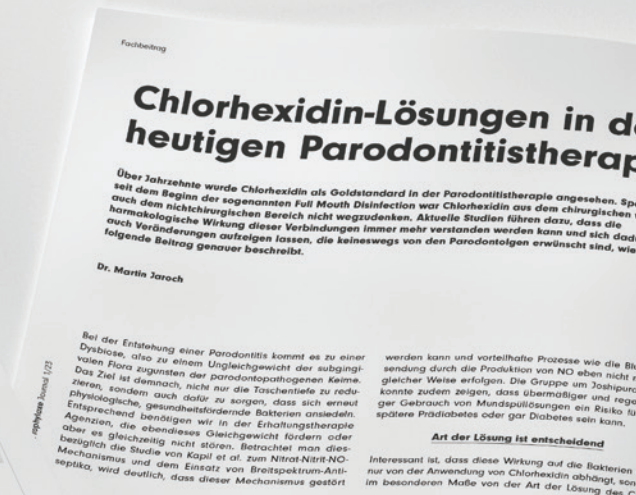 Fachbeitrag
Chlorhexidin-Lösungen in
heutigen
Über Jahrzehnte wurde Chlorhexidin als Goldstandard in der Parodontitistherapie angesehen.
seit dem Beginn der sogenannten Full Mouth Disinfection war Chlorhexidin aus dem chirurgischen
auch dem nichtchirurgischen Bereich nicht wegzudenken. Aktuelle Studien führen dazu, dass die
harmakologische Wirkung dieser Verbindungen immer mehr verstanden werden kann und sich
auch Veränderungen aufzeigen lassen, die keineswegs von den Parodontolgen erwünscht sind, wie
folgende Beitrag genauer beschreibt.
Dr. Martin Jaroch
Bei der Entstehung einer Parodontitis kommt es zu einer
Dysbiose, also zu einem Ungleichgewicht der subgingi-
valen Flora zugunsten der parodontopathogenen Keime.
Das Ziel ist demnach, nicht nur die Taschentiefe zu redu-
zieren, sondern auch dafür zu sorgen, dass sich erneut
physiologische, gesundheitsfördernde Bakterien ansiedeln.
Entsprechend benötigen wir in der Erhaltungstherapie
Agenzien, die ebendieses Gleichgewicht fördern oder
aber es gleichzeitig nicht stören. Betrachtet man dies-
bezüglich die Studie von Kapil et al. zum Nitrat-Nitrit-NO-
Mechanismus und dem Einsatz von Breitspektrum-Anti-
septika, wird deutlich, dass dieser Mechanismus gestört
werden kann und vorteilhafte Prozesse wie die
sendung durch die Produktion von NO eben nicht
gleicher Weise erfolgen. Die Gruppe um
konnte zudem zeigen, dass übermäßiger und
ger Gebrauch von Mundspüllösungen ein Risiko
spätere Prädiabetes oder gar Diabetes sein kann.
Art der Lösung ist entscheidend
Interessant ist, dass diese Wirkung auf die Bakterien
nur von der Anwendung von Chlorhexidin abhängt,
im besonderen Maße von der Art der Lösung des
Journal 1/23